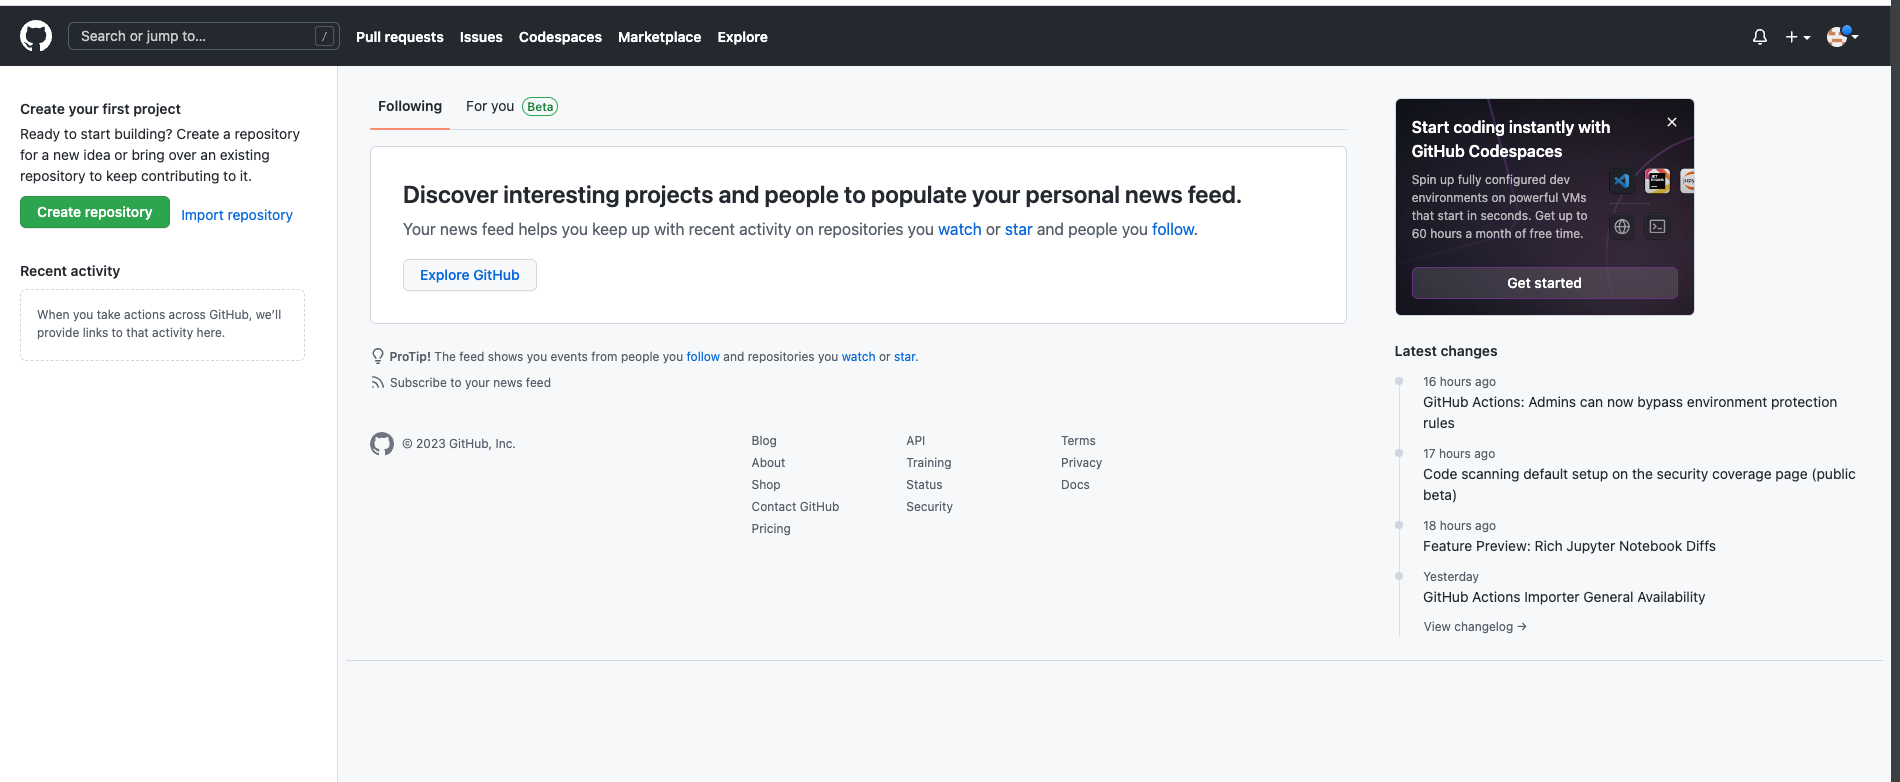 Search or jump to... /
Pull requests Issues Codespaces Marketplace Explore
Create your first project
Ready to start building? Create a repository
for a new idea or bring over an existing
repository to keep contributing to it.
Create repository Import repository
Recent activity
When you take actions across GitHub, we'll
provide links to that activity here.
Following For you Beta
Discover interesting projects and people to populate your personal news feed.
Your news feed helps you keep up with recent activity on repositories you watch or star and people you follow.
Explore GitHub
ProTip! The feed shows you events from people you follow and repositories you watch or star.
Subscribe to your news feed
© 2023 GitHub, Inc.
Blog
About
Shop
Contact GitHub
Pricing
API
Training
Status
Security
Terms
Privacy
Docs
Start coding instantly with
GitHub Codespaces
Spin up fully configured dev
environments on powerful VMs
that start in seconds. Get up to
60 hours a month of free time.
Get started
Latest changes
16 hours ago
GitHub Actions: Admins can now bypass environment protection
rules
17 hours ago
Code scanning default setup on the security coverage page (public
beta)
18 hours ago
Feature Preview: Rich Jupyter Notebook Diffs
Yesterday
GitHub Actions Importer General Availability
View changelog →